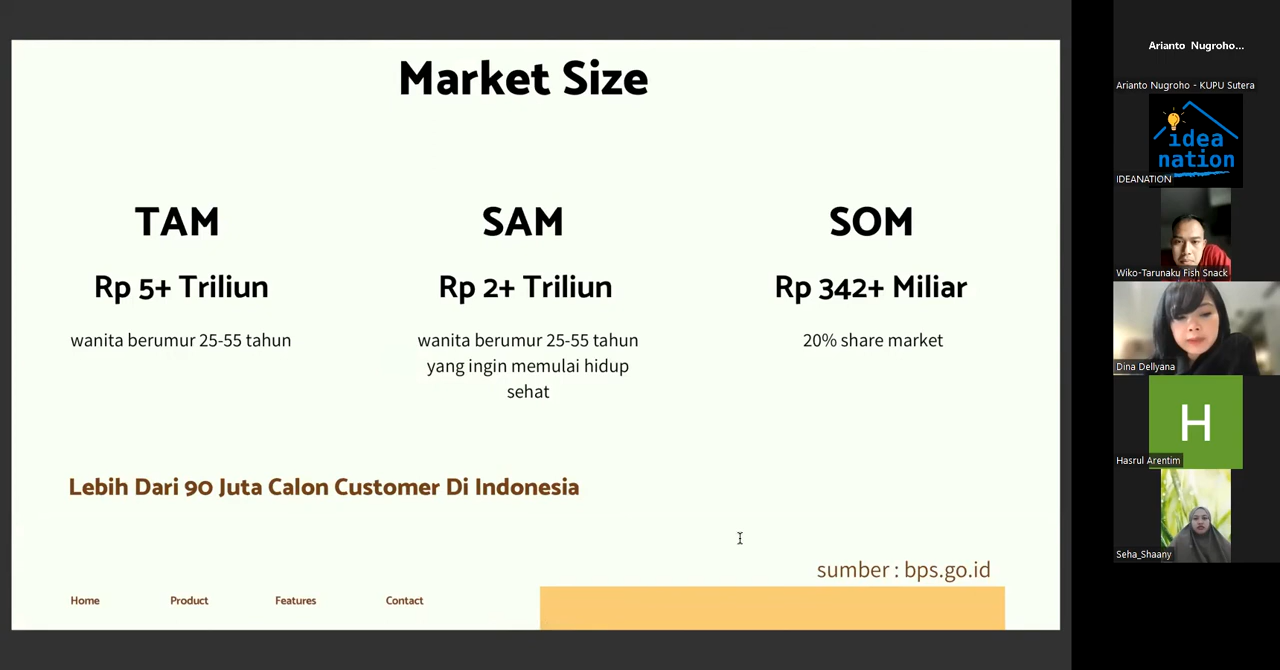 Market Size
TAM
Rp 5+ Triliun
wanita berumur 25-55 tahun
SAM
Rp 2+ Triliun
wanita berumur 25-55 tahun
yang ingin memulai hidup
sehat
SOM
Rp 342+ Miliar
20% share market
Lebih Dari 90 Juta Calon Customer Di Indonesia
sumber : bps.go.id
Home
Product
Features
Contact
Arianto Nugroho...
Arianto Nugroho - KUPU Sutera
idea
nation
IDEANATION
Wiko-Tarunaku Fish Snack
Dina Dellyana
H
Hasrul Arentim
Seha_Shaany